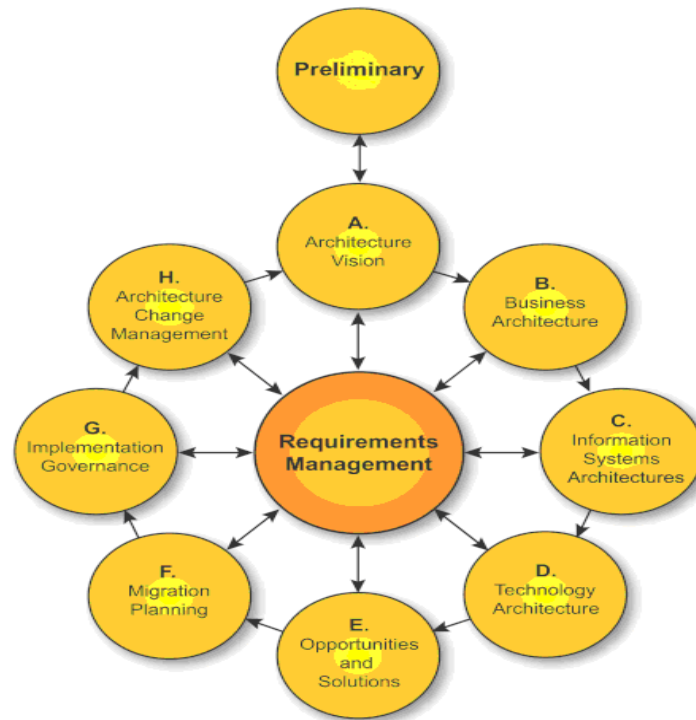 Preliminary
A.
Architecture
Vision
B.
Business
Architecture
C.
Information
Systems
Architectures
D.
Technology
Architecture
E.
Opportunities
and
Solutions
F.
Migration
Planning
G.
Implementation
Governance
H.
Architecture
Change
Management
Requirements
Management